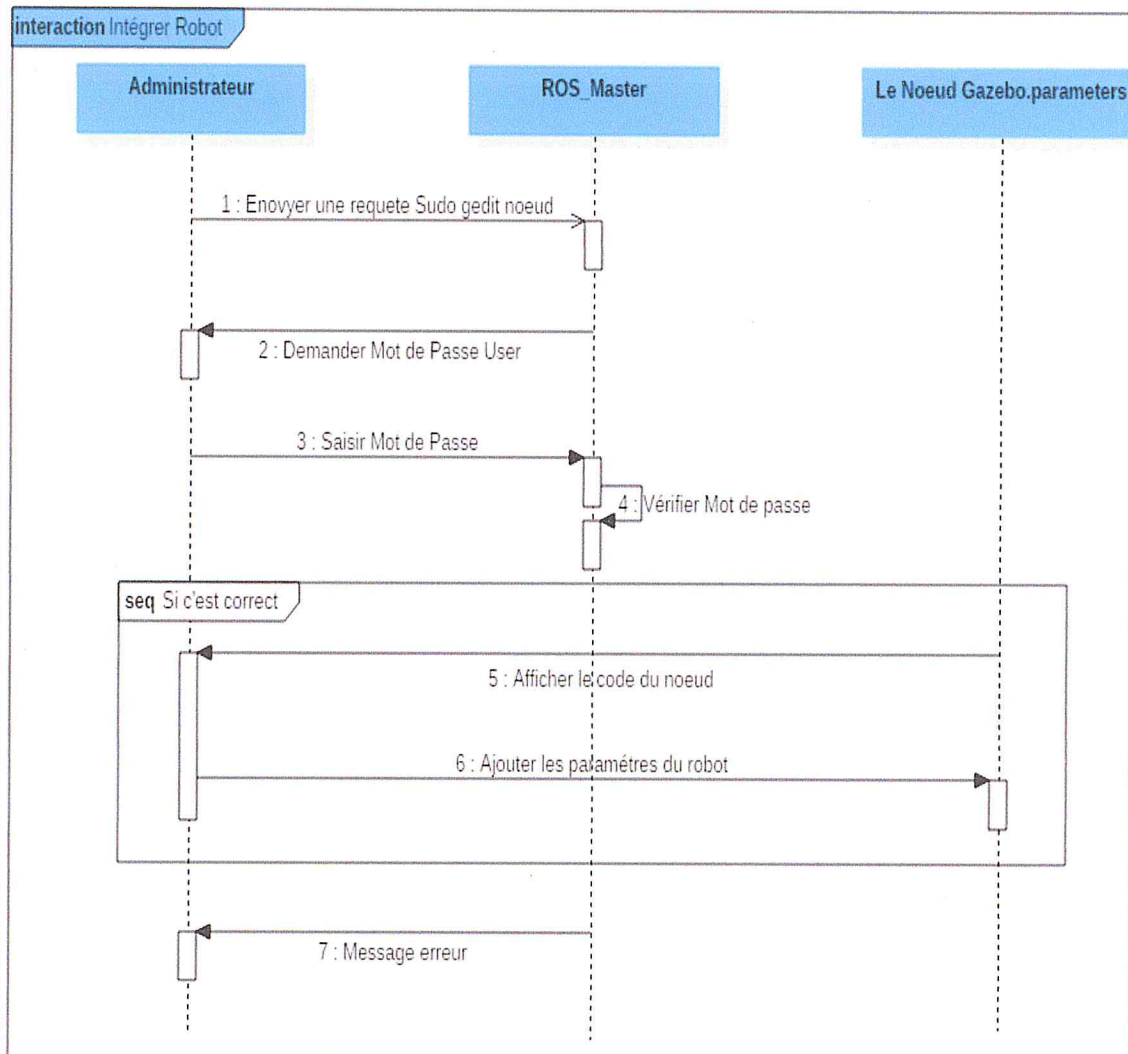 interaction Intégrer Robot
Administrateur
ROS_Master
Le Noeud Gazebo.parameters
1 : Enovyer une requete Sudo gedit noeud
2 : Demander Mot de Passe User
3 : Saisir Mot de Passe
4 : Vérifier Mot de passe
seq Si c'est correct
5 : Afficher le code du noeud
6 : Ajouter les paramétres du robot
7 : Message erreur